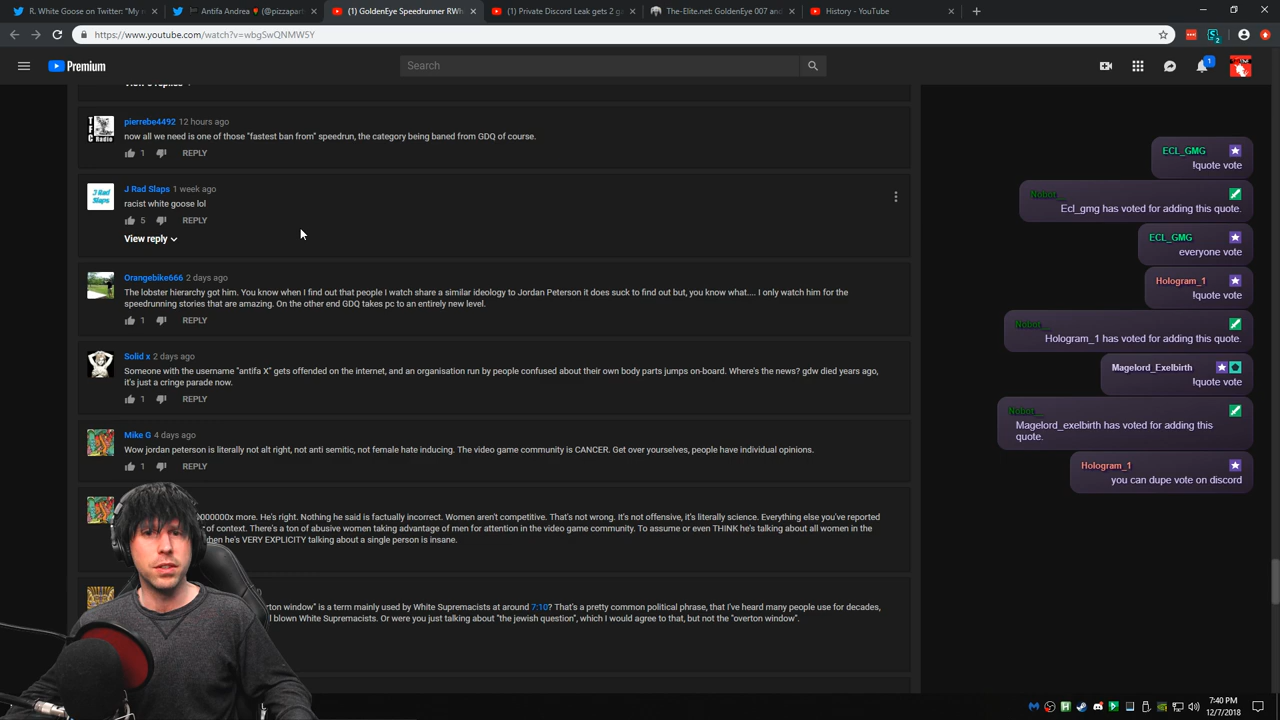 R. White Goose on Twitter: "My n
Antifa Andrea
(@pizzaparty
(1) GoldenEye Speedrunner RWh
(1) Private Discord Leak gets 2 g
The-Elite.net: GoldenEye 007 and
History - YouTube
https://www.youtube.com/watch?v=wbgSwQNMW5Y
Premium
Search
1
pierrebe4492 12 hours ago
now all we need is one of those "fastest ban from" speedrun, the category being baned from GDQ of course.
1 REPLY
J Rad Slaps 1 week ago
racist white goose lol
5 REPLY
View reply
Orangebike666 2 days ago
The lobster hierarchy got him. You know when I find out that people I watch share a similar ideology to Jordan Peterson it does suck to find out but, you know what.... I only watch him for the
speedrunning stories that are amazing. On the other end GDQ takes pc to an entirely new level.
1 REPLY
Solid x 2 days ago
Someone with the username "antifa X" gets offended on the internet, and an organisation run by people confused about their own body parts jumps on-board. Where's the news? gdw died years ago,
it's just a cringe parade now.
1 REPLY
Mike G 4 days ago
Wow jordan peterson is literally not alt right, not anti semitic, not female hate inducing. The video game community is CANCER. Get over yourselves, people have individual opinions.
1 REPLY
000000x more. He's right. Nothing he said is factually incorrect. Women aren't competitive. That's not wrong. It's not offensive, it's literally science. Everything else you've reported
of context. There's a ton of abusive women taking advantage of men for attention in the video game community. To assume or even THINK he's talking about all women in the
hen he's VERY EXPLICITY talking about a single person is insane.
erton window" is a term mainly used by White Supremacists at around 7:10? That's a pretty common political phrase, that I've heard many people use for decades,
l blown White Supremacists. Or were you just talking about "the jewish question", which I would agree to that, but not the "overton window".
ECL_GMG
!quote vote
Nobor__
Ecl_gmg has voted for adding this quote.
ECL_GMG
everyone vote
Hologram_1
!quote vote
Nobor__
Hologram_1 has voted for adding this quote.
Magelord_Exelbirth
!quote vote
Nobor__
Magelord_exelbirth has voted for adding this
quote.
Hologram_1
you can dupe vote on discord
7:40 PM
12/7/2018